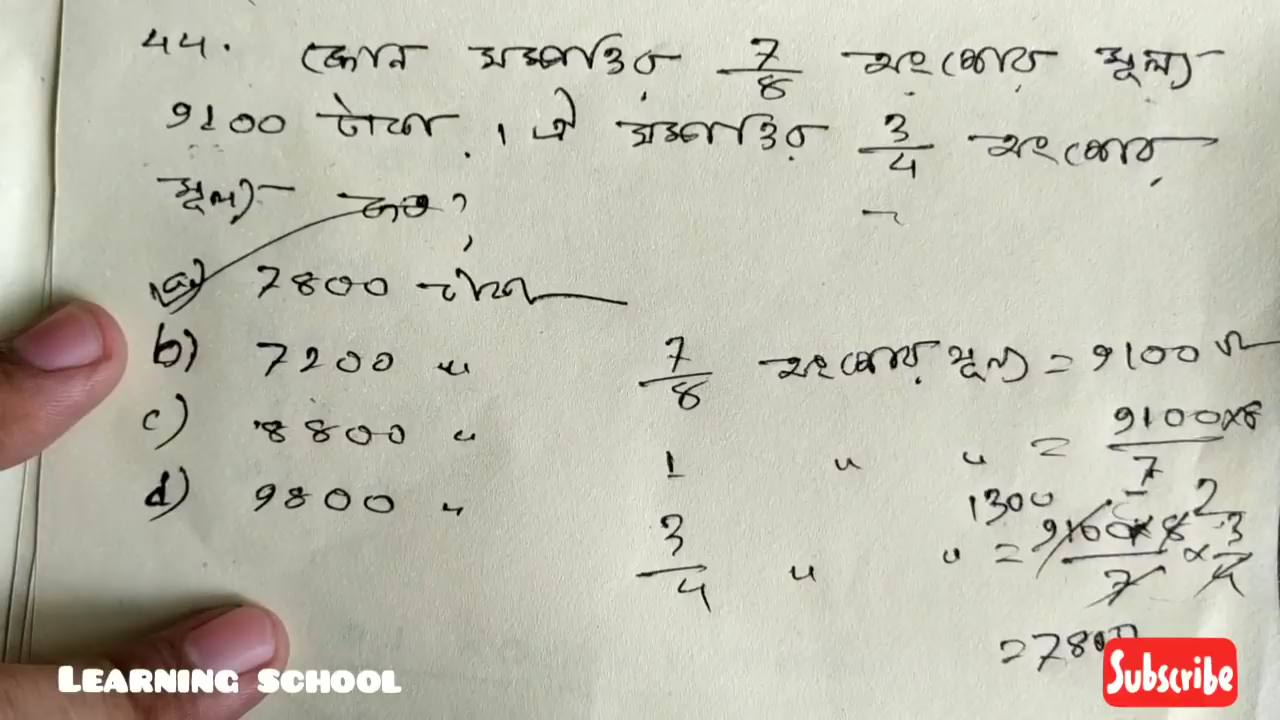 44. কোন সম্পত্তির 7/8 অংশের মূল্য
9100 টাকা। ঐ সম্পত্তির 3/4 অংশের
মূল্য কত?
(a) 7800 টাকা
b) 7200 "
c) 8800 "
d) 9800 "
7/8 অংশের মূল্য = 9100
1 " " = 9100×8/7
1300 2
3/4 " " = 9100×8/7 × 3/4
= 7800
LEARNING SCHOOL
Subscribe